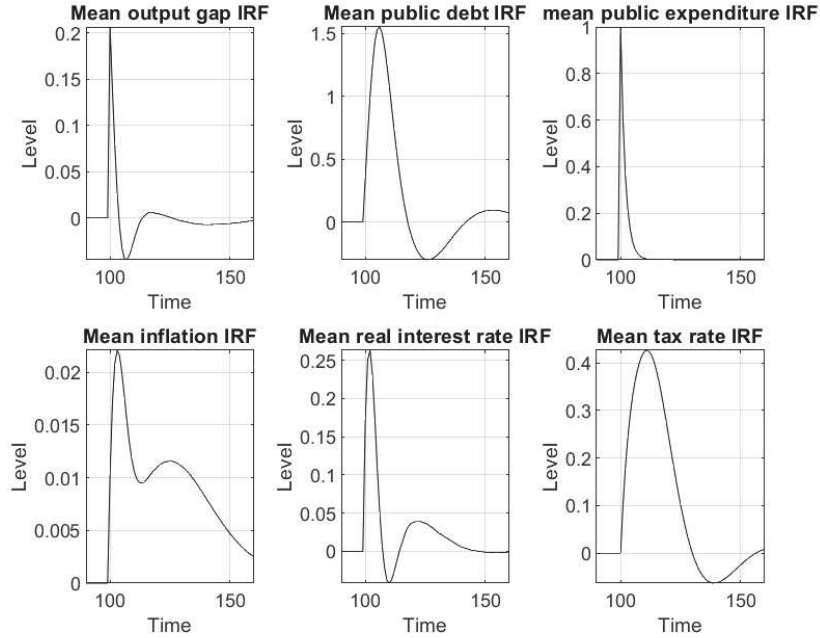 Mean output gap IRF
0.2
0.15
0.1
0.05
0
Level
100
150
Time
Mean public debt IRF
1.5
1
0.5
0
Level
100
150
Time
mean public expenditure IRF
1
0.8
0.6
0.4
0.2
0
Level
100
150
Time
Mean inflation IRF
0.02
0.015
0.01
0.005
0
Level
100
150
Time
Mean real interest rate IRF
0.25
0.2
0.15
0.1
0.05
0
Level
100
150
Time
Mean tax rate IRF
0.4
0.3
0.2
0.1
0
Level
100
150
Time